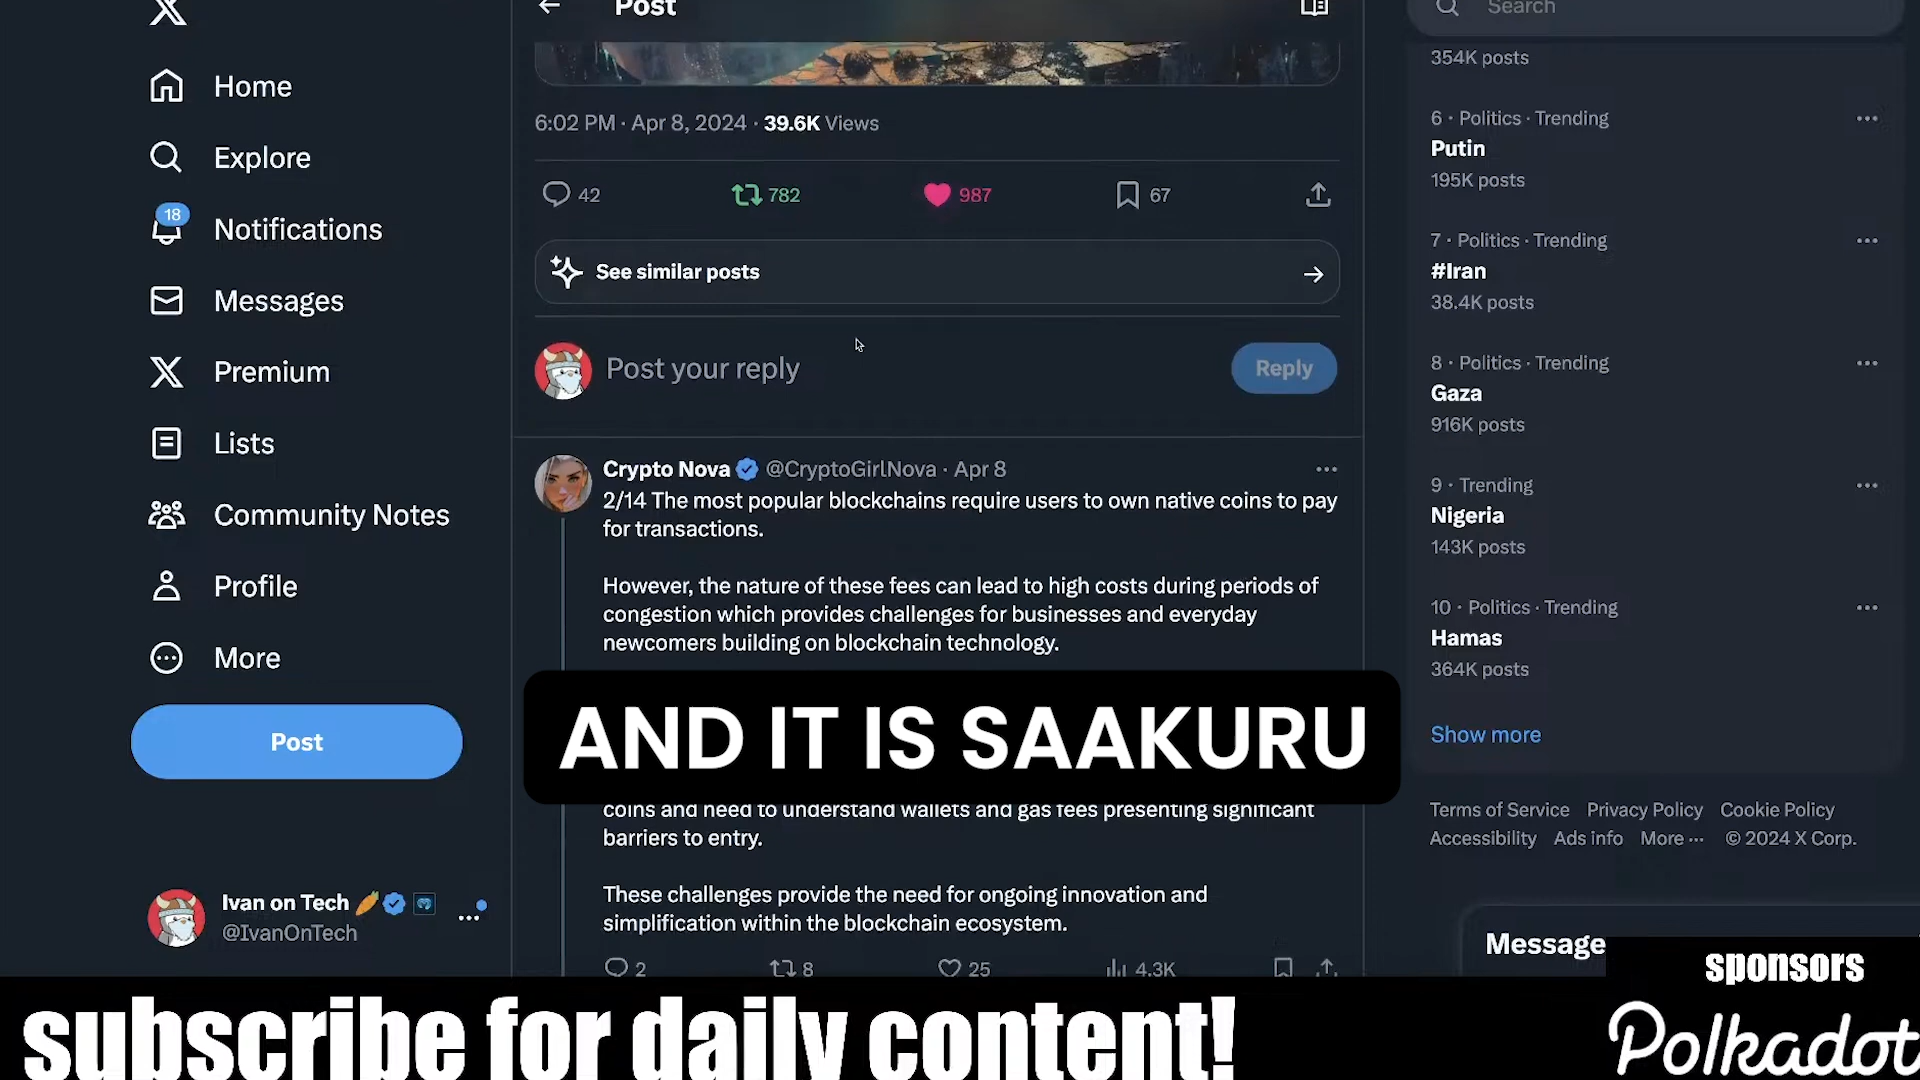 Home
Explore
18
Notifications
Messages
Premium
Lists
Community Notes
Profile
More
Post
Ivan on Tech
@IvanOnTech
Post
6:02 PM · Apr 8, 2024 · 39.6K Views
42
782
987
67
See similar posts
Post your reply
Reply
Crypto Nova @CryptoGirlNova · Apr 8
2/14 The most popular blockchains require users to own native coins to pay
for transactions.
However, the nature of these fees can lead to high costs during periods of
congestion which provides challenges for businesses and everyday
newcomers building on blockchain technology.
AND IT IS SAAKURU
coins and need to understand wallets and gas fees presenting significant
barriers to entry.
These challenges provide the need for ongoing innovation and
simplification within the blockchain ecosystem.
2
8
25
4.3K
Search
354K posts
6 · Politics · Trending
Putin
195K posts
7 · Politics · Trending
#Iran
38.4K posts
8 · Politics · Trending
Gaza
916K posts
9 · Trending
Nigeria
143K posts
10 · Politics · Trending
Hamas
364K posts
Show more
Terms of Service Privacy Policy Cookie Policy
Accessibility Ads info More ··· © 2024 X Corp.
Message
sponsors
Polkadot
subscribe for daily content!